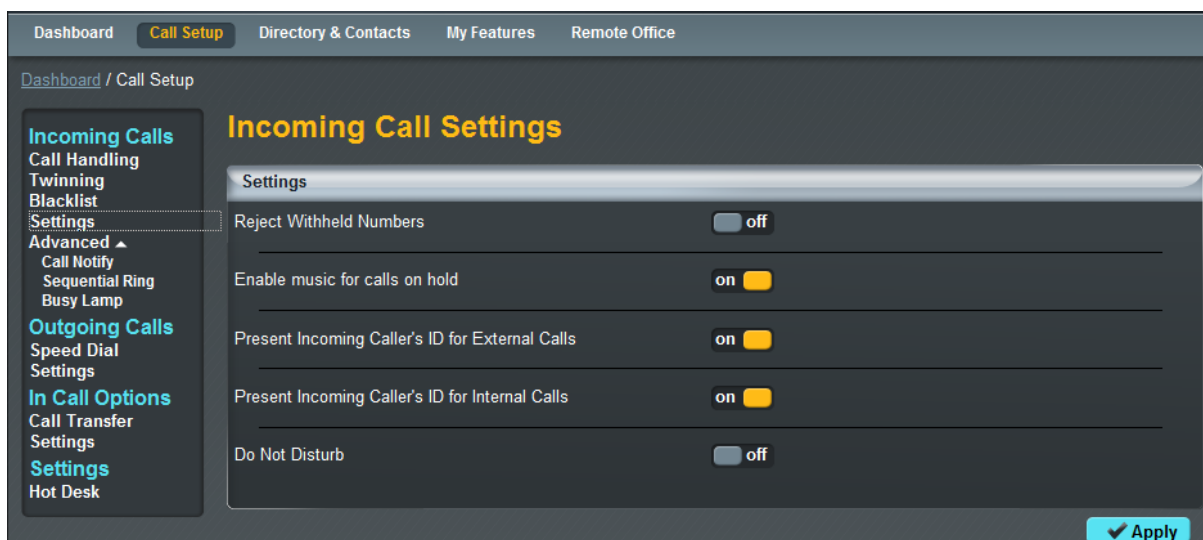 Dashboard Call Setup Directory & Contacts My Features Remote Office
Dashboard / Call Setup
Incoming Calls
Call Handling
Twinning
Blacklist
Settings
Advanced
Call Notify
Sequential Ring
Busy Lamp
Outgoing Calls
Speed Dial
Settings
In Call Options
Call Transfer
Settings
Settings
Hot Desk
Incoming Call Settings
Settings
Reject Withheld Numbers off
Enable music for calls on hold on
Present Incoming Caller's ID for External Calls on
Present Incoming Caller's ID for Internal Calls on
Do Not Disturb off
Apply